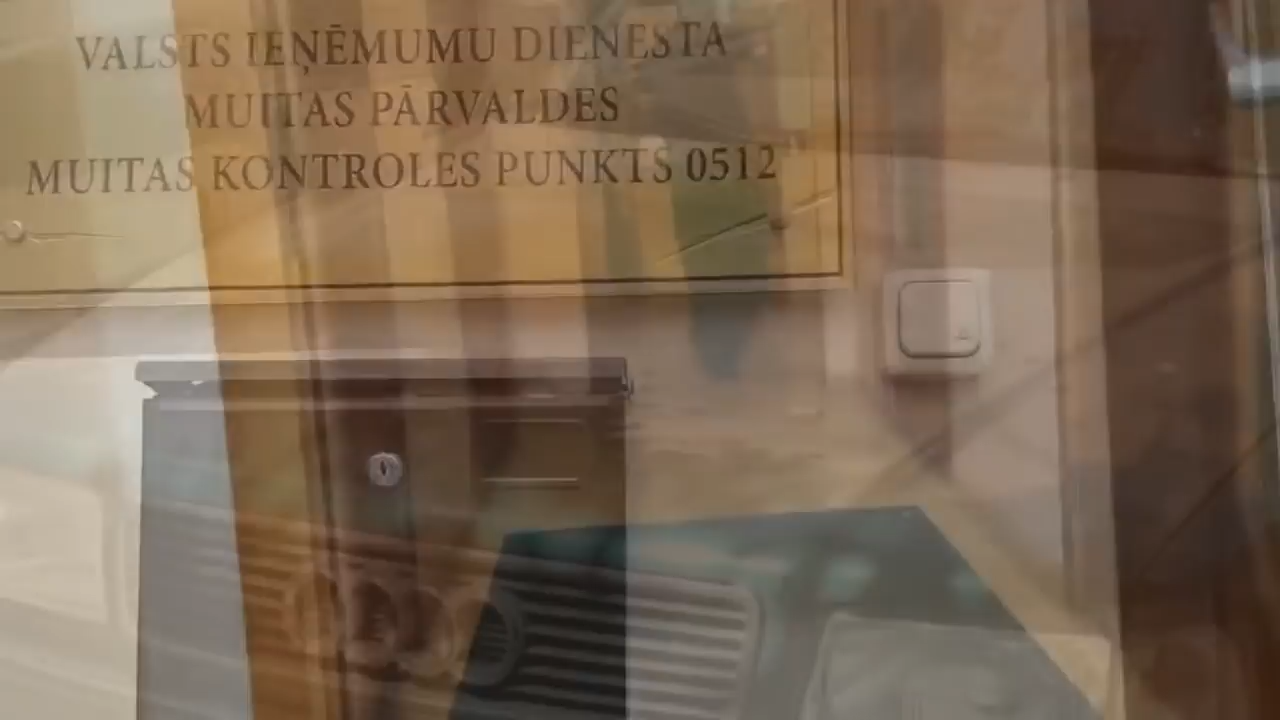 VALSTS IEŅĒMUMU DIENESTA
MUITAS PĀRVALDES
MUITAS KONTROLES PUNKTS 0512